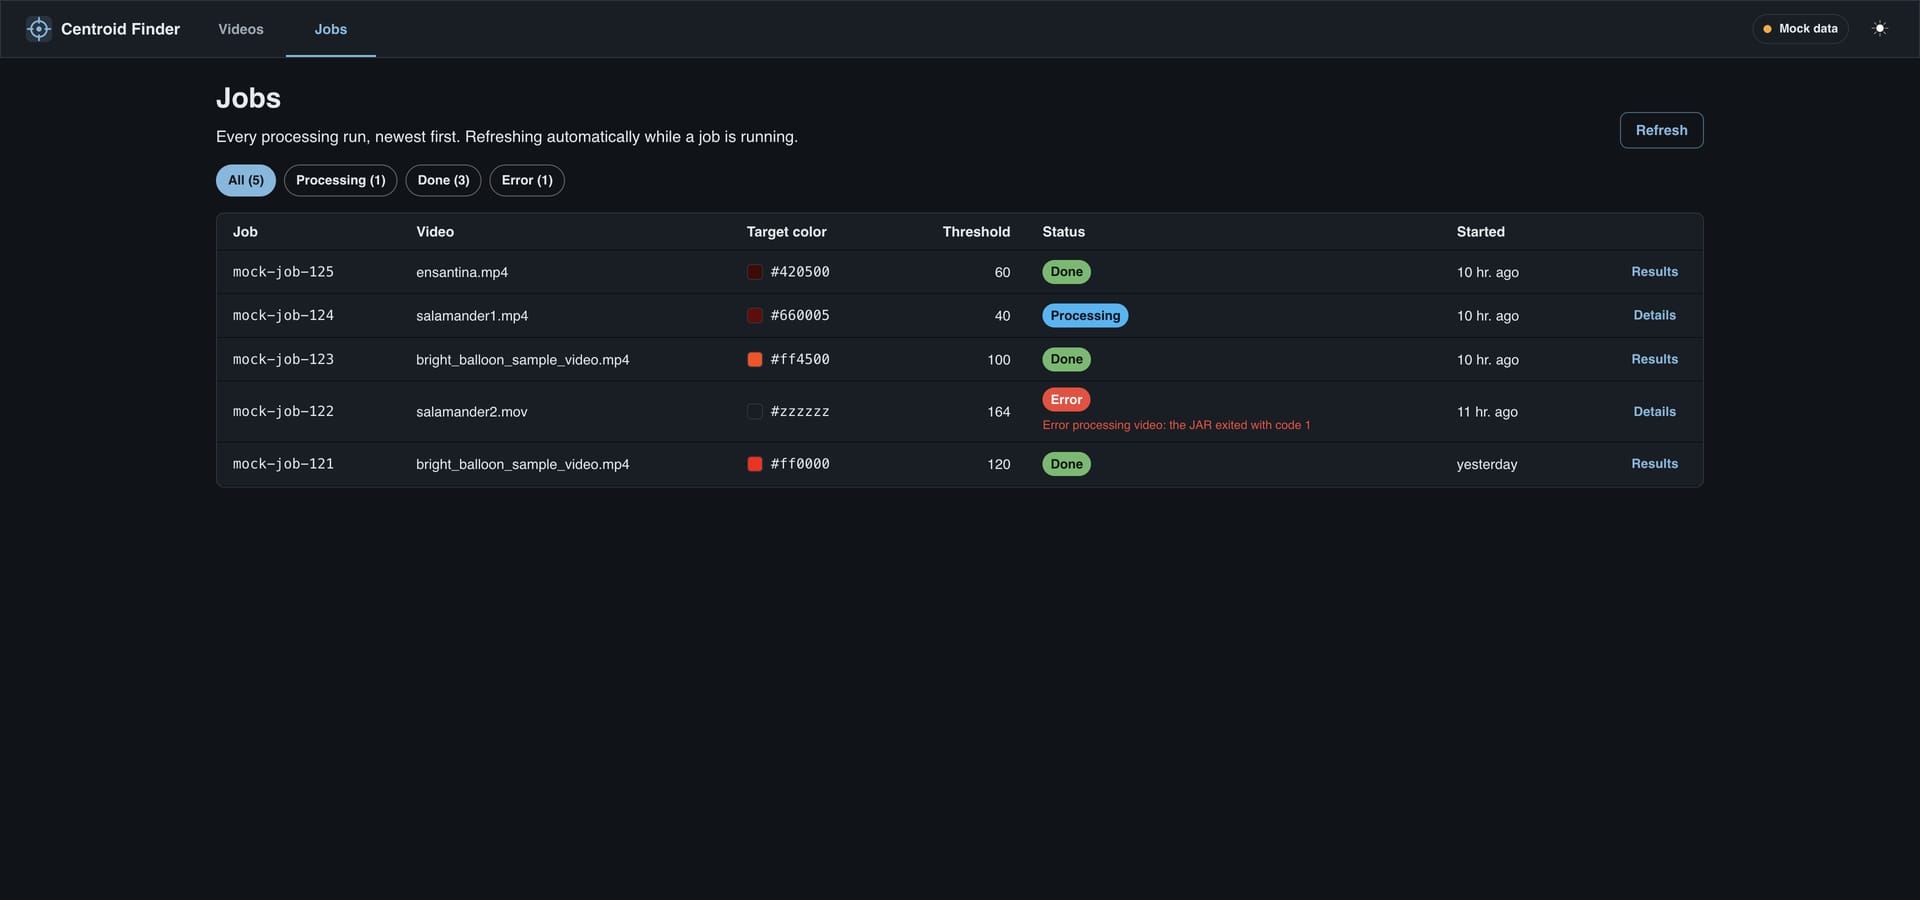 Centroid Finder Videos Jobs Mock data
Jobs
Every processing run, newest first. Refreshing automatically while a job is running.
Refresh
All (5) Processing (1) Done (3) Error (1)
Job Video Target color Threshold Status Started
mock-job-125 ensantina.mp4 #420500 60 Done 10 hr. ago Results
mock-job-124 salamander1.mp4 #660005 40 Processing 10 hr. ago Details
mock-job-123 bright_balloon_sample_video.mp4 #ff4500 100 Done 10 hr. ago Results
mock-job-122 salamander2.mov #zzzzzz 164 Error 11 hr. ago Details
Error processing video: the JAR exited with code 1
mock-job-121 bright_balloon_sample_video.mp4 #ff0000 120 Done yesterday Results